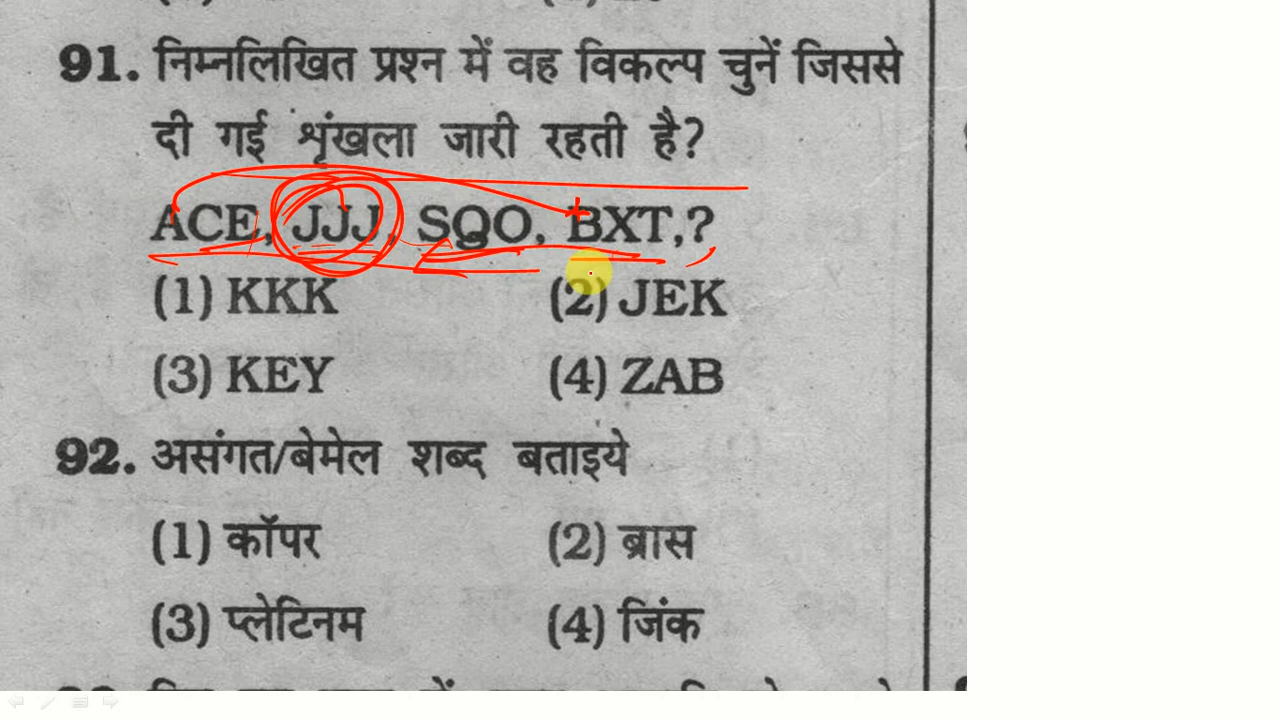 91. निम्नलिखित प्रश्न में वह विकल्प चुनें जिससे
दी गई शृंखला जारी रहती है?
ACE, JJJ, SQO, BXT,?
(1) KKK (2) JEK
(3) KEY (4) ZAB
92. असंगत/बेमेल शब्द बताइये
(1) कॉपर (2) ब्रास
(3) प्लेटिनम (4) जिंक